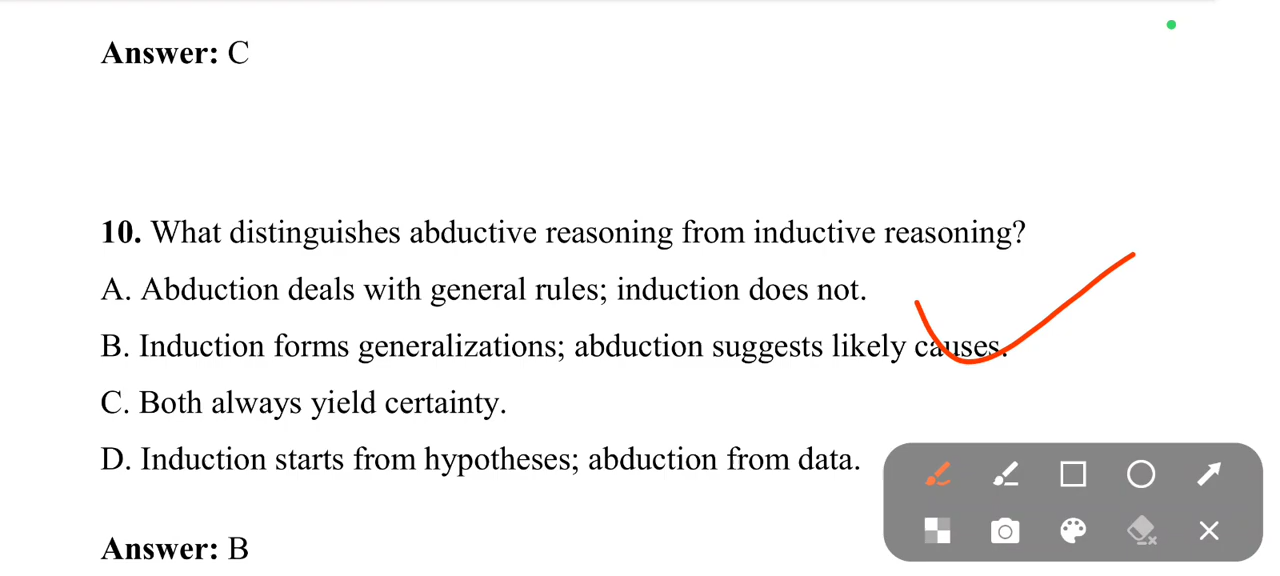 Answer: C
10. What distinguishes abductive reasoning from inductive reasoning?
A. Abduction deals with general rules; induction does not.
B. Induction forms generalizations; abduction suggests likely causes.
C. Both always yield certainty.
D. Induction starts from hypotheses; abduction from data.
Answer: B